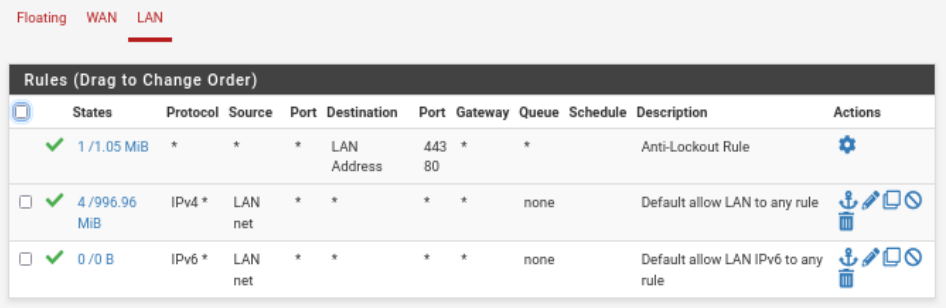 Floating WAN LAN
Rules (Drag to Change Order)
States Protocol Source Port Destination Port Gateway Queue Schedule Description Actions
1 /1.05 MiB * * * LAN Address 443 80 * * Anti-Lockout Rule
4 /996.96 MiB IPv4 * LAN net * * * * none Default allow LAN to any rule
0 /0 B IPv6 * LAN net * * * * none Default allow LAN IPv6 to any rule